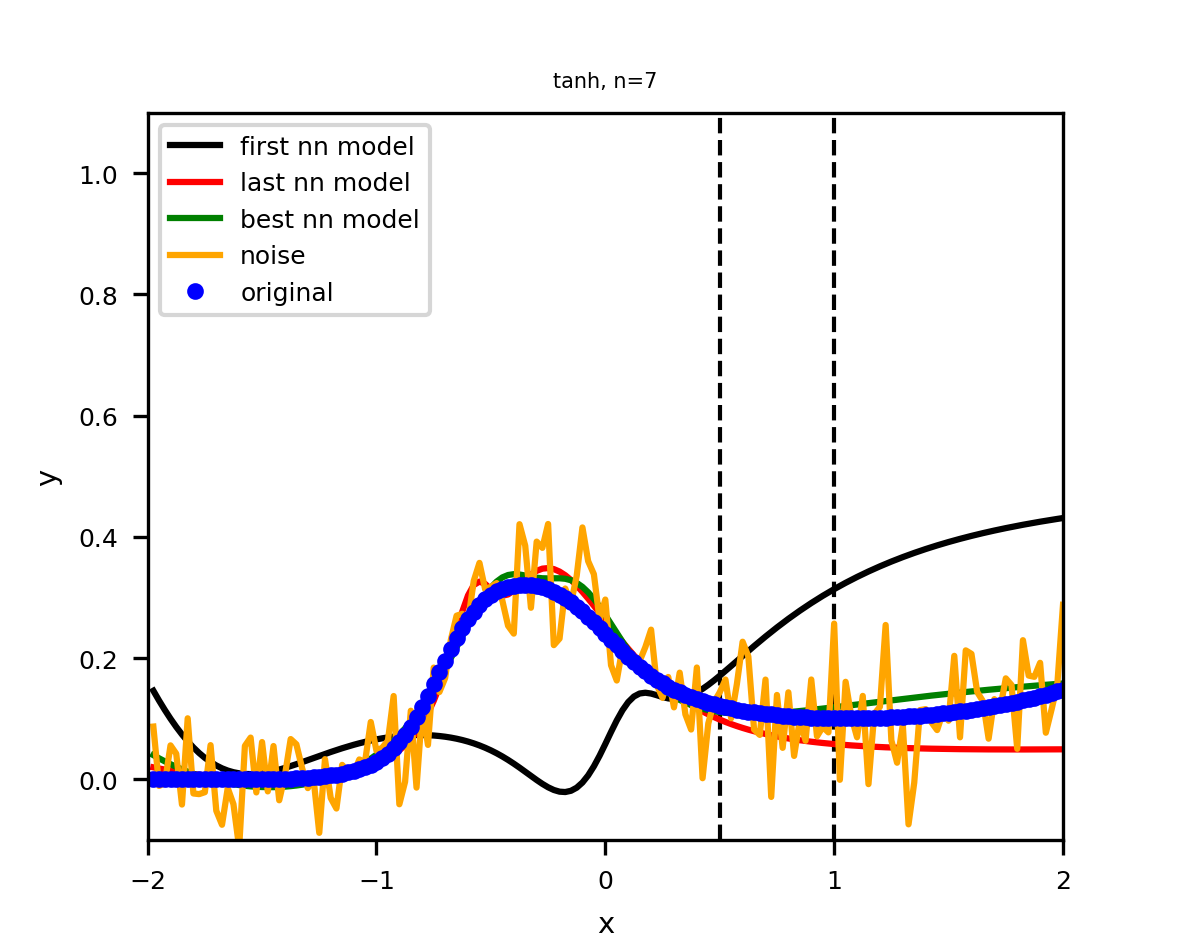 tanh, n=7
first nn model
last nn model
best nn model
noise
original
1.0
0.8
0.6
0.4
0.2
0.0
y
−2
−1
0
1
2
x